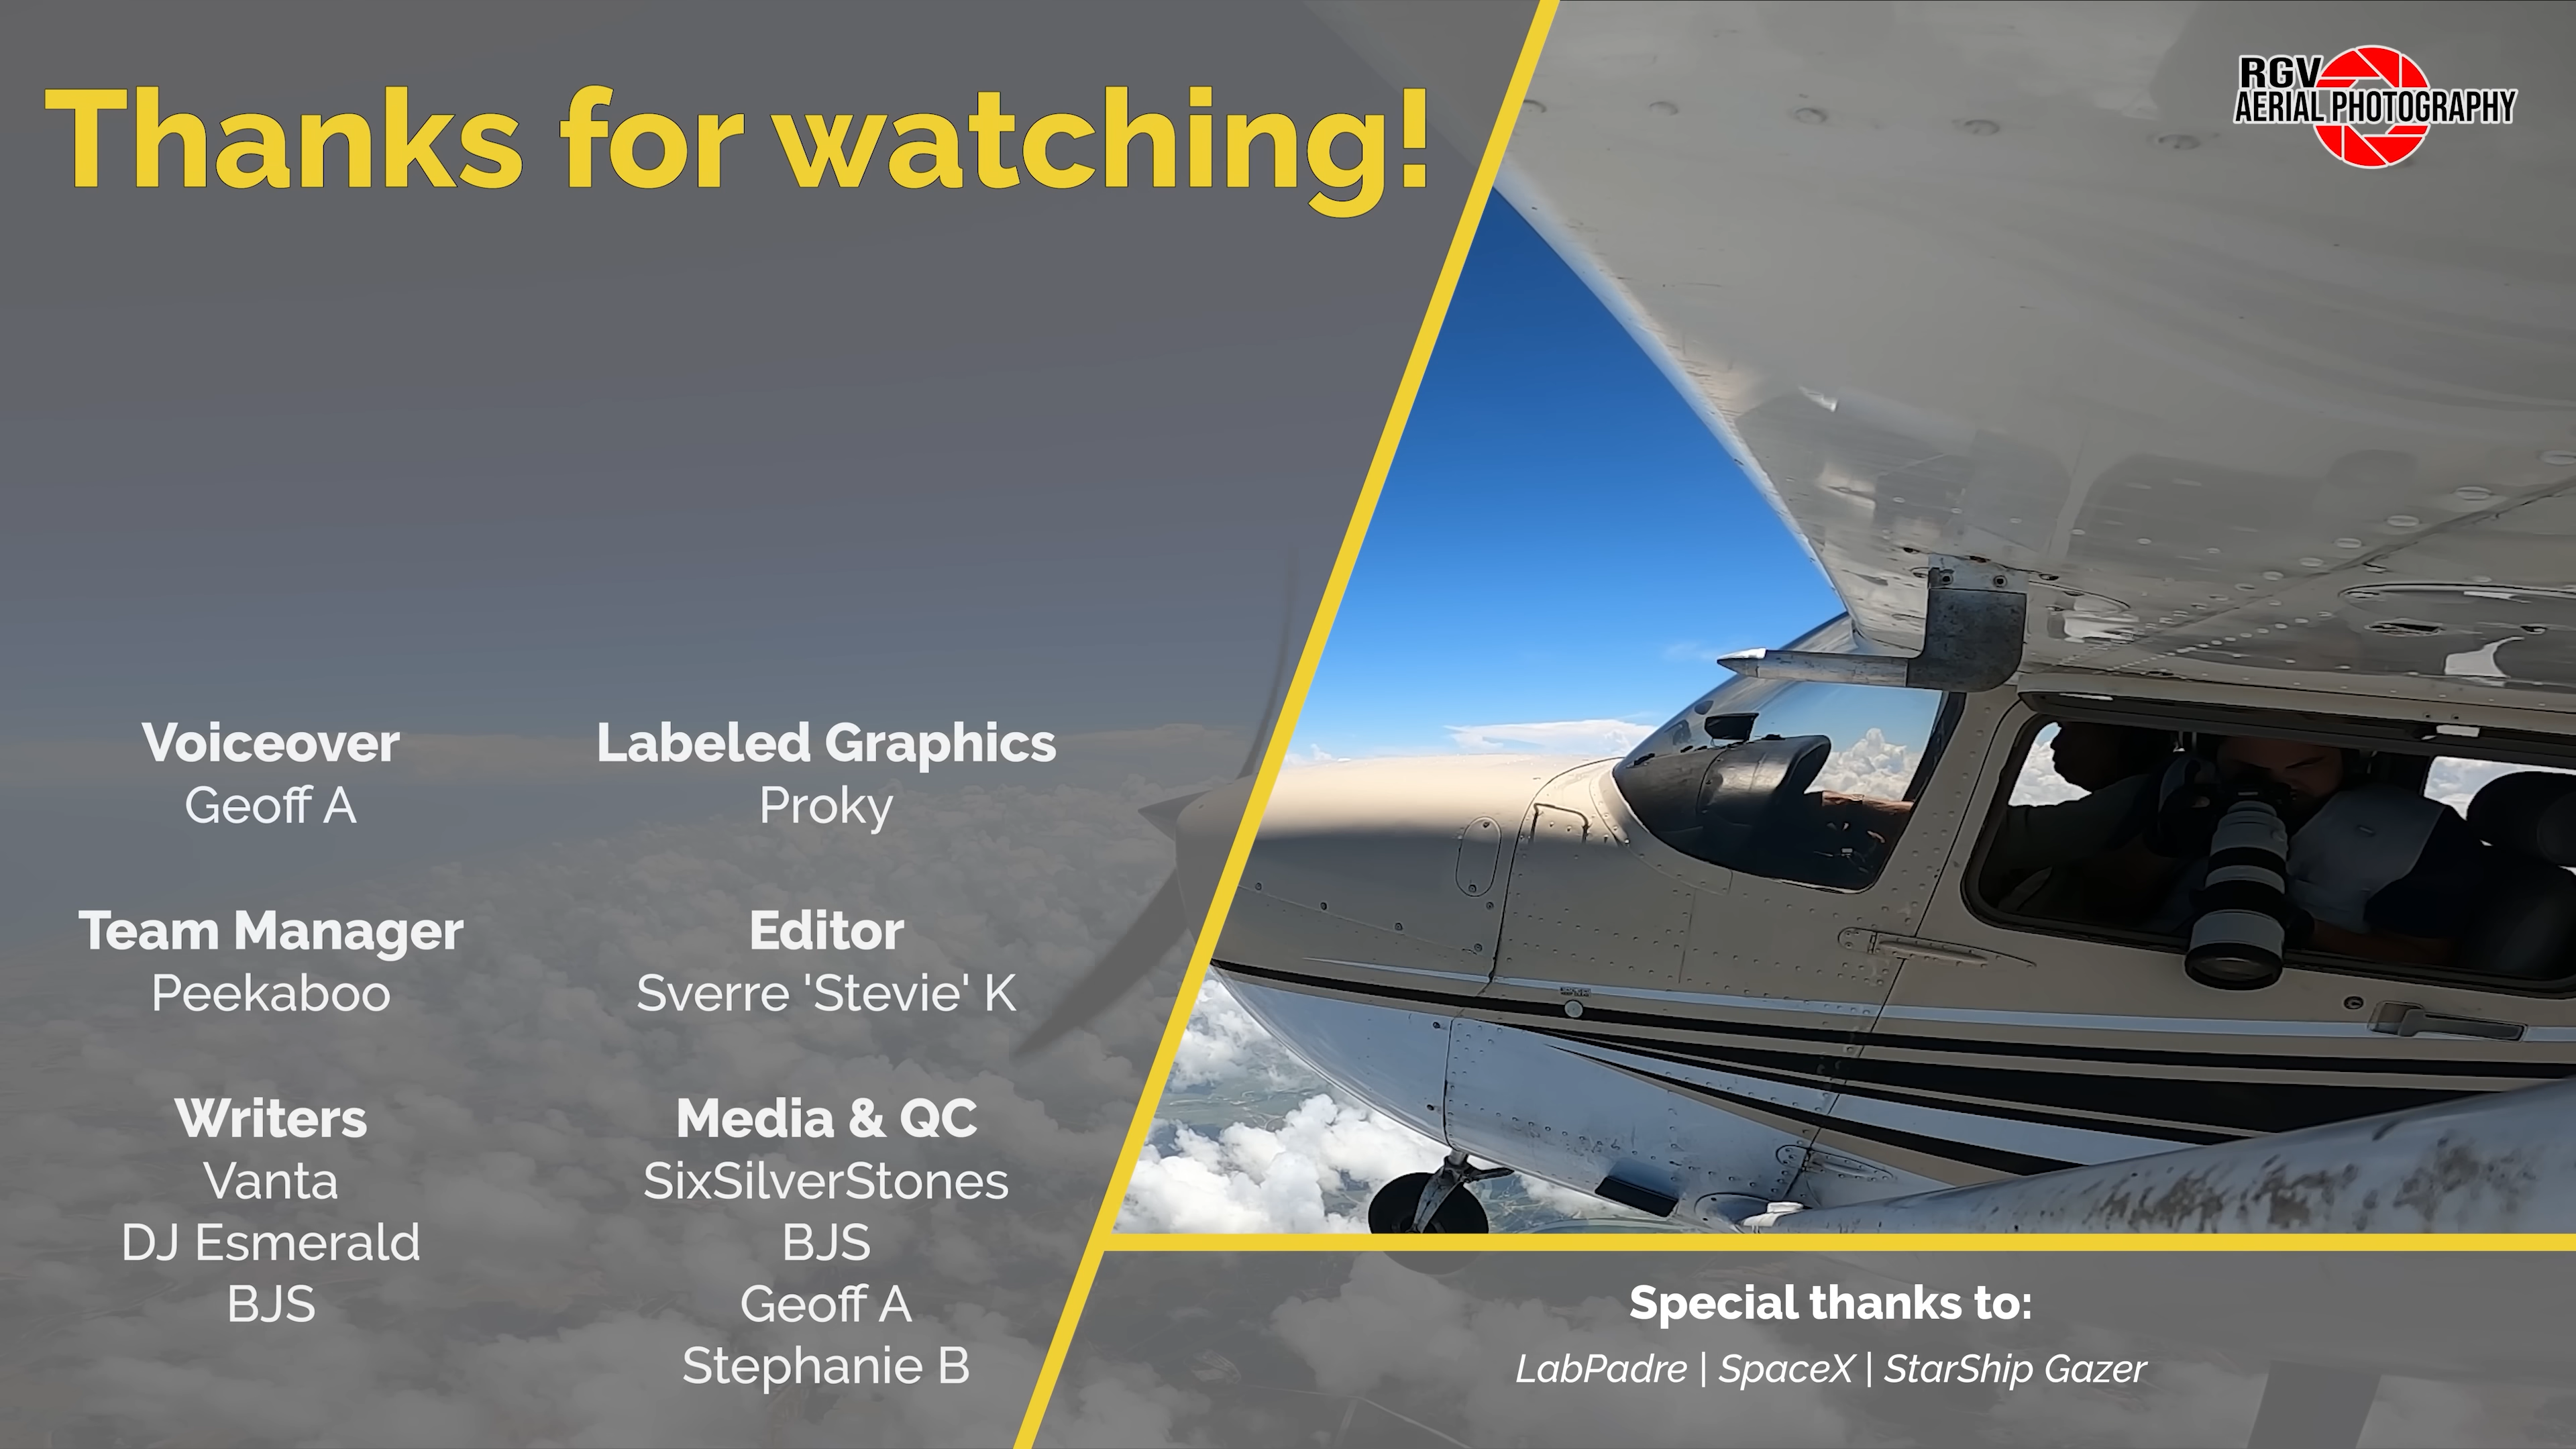 Thanks for watching!
RGV
AERIAL PHOTOGRAPHY
Voiceover
Geoff A
Team Manager
Peekaboo
Writers
Vanta
DJ Esmerald
BJS
Labeled Graphics
Proky
Editor
Sverre 'Stevie' K
Media & QC
SixSilverStones
BJS
Geoff A
Stephanie B
Special thanks to:
LabPadre | SpaceX | StarShip Gazer